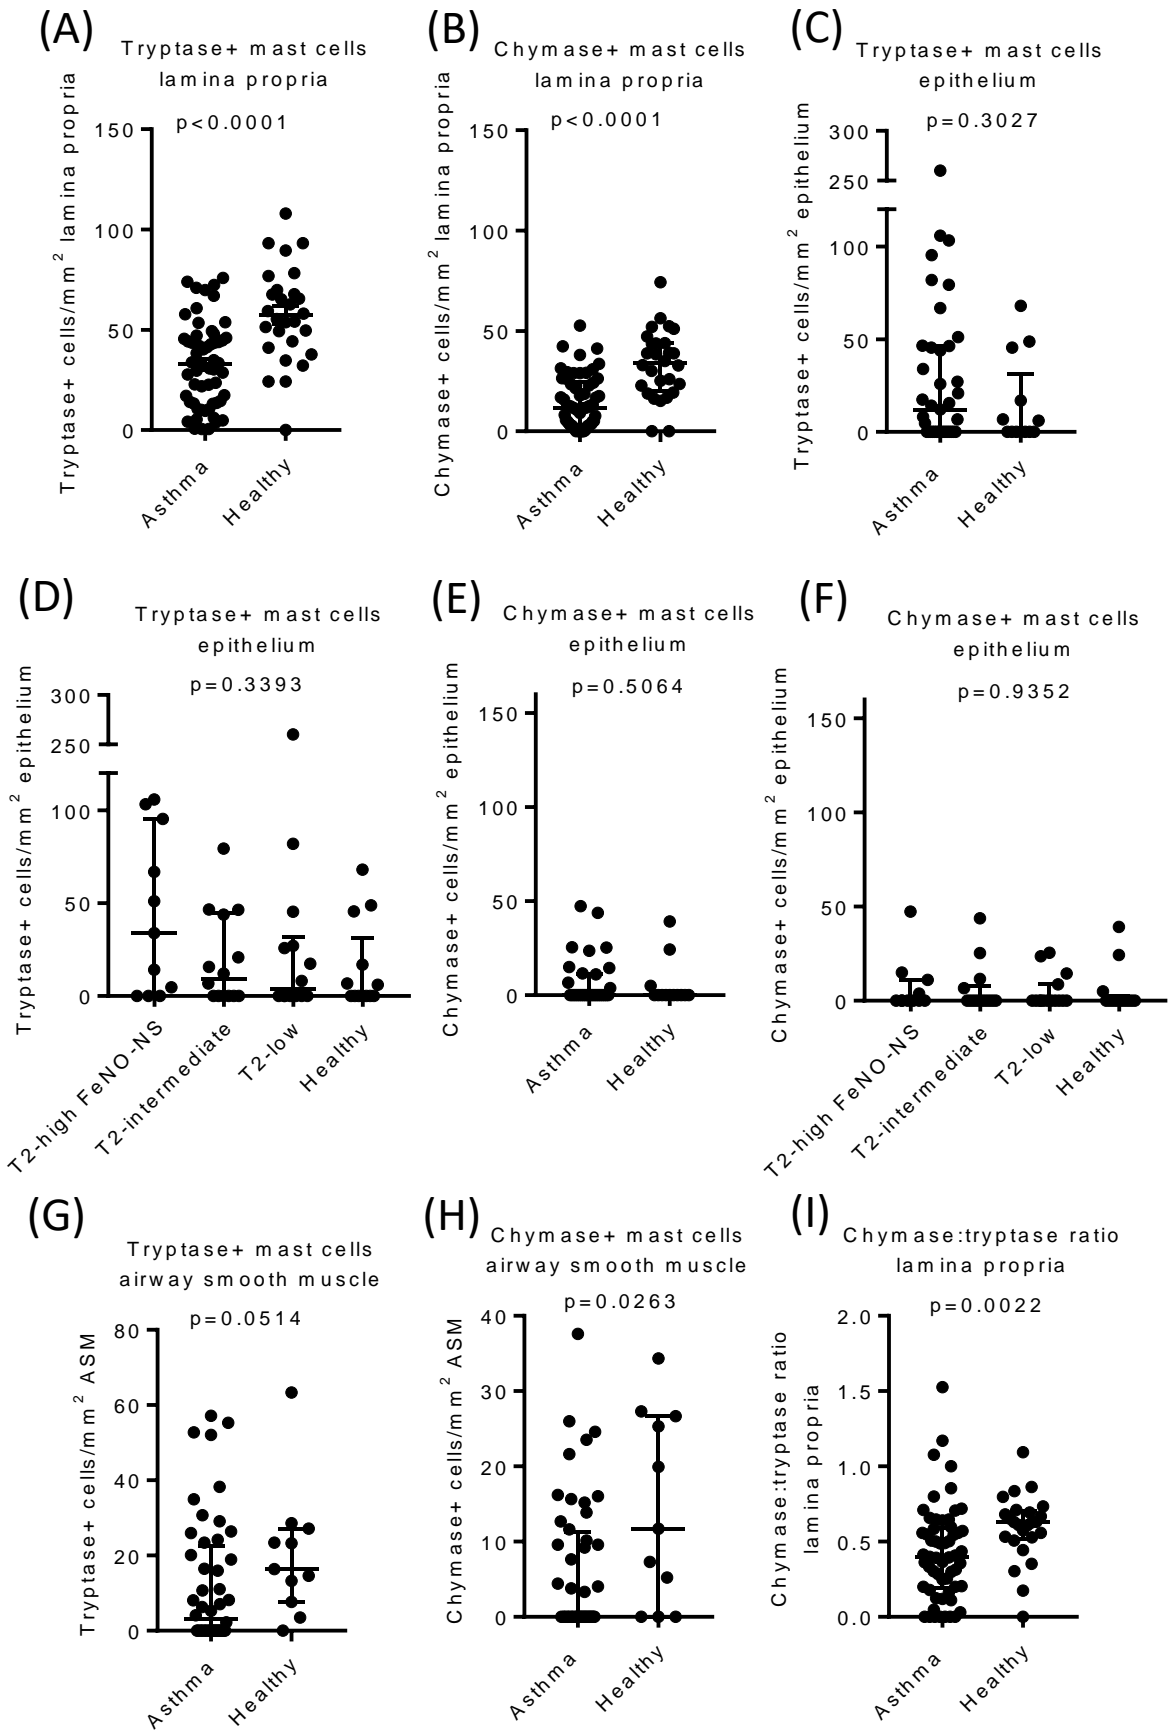 (A)
Tryptase+ mast cells
lamina propria
p<0.0001
Tryptase+ cells/mm² lamina propria
150
100
50
0
Asthma
Healthy
(B)
Chymase+ mast cells
lamina propria
p<0.0001
Chymase+ cells/mm² lamina propria
150
100
50
0
Asthma
Healthy
(C)
Tryptase+ mast cells
epithelium
p=0.3027
Tryptase+ cells/mm² epithelium
300
250
100
50
0
Asthma
Healthy
(D)
Tryptase+ mast cells
epithelium
p=0.3393
Tryptase+ cells/mm² epithelium
300
250
100
50
0
T2-high FeNO-NS
T2-intermediate
T2-low
Healthy
(E)
Chymase+ mast cells
epithelium
p=0.5064
Chymase+ cells/mm² epithelium
150
100
50
0
Asthma
Healthy
(F)
Chymase+ mast cells
epithelium
p=0.9352
Chymase+ cells/mm² epithelium
150
100
50
0
T2-high FeNO-NS
T2-intermediate
T2-low
Healthy
(G)
Tryptase+ mast cells
airway smooth muscle
p=0.0514
Tryptase+ cells/mm² ASM
80
60
40
20
0
Asthma
Healthy
(H)
Chymase+ mast cells
airway smooth muscle
p=0.0263
Chymase+ cells/mm² ASM
40
30
20
10
0
Asthma
Healthy
(I)
Chymase:tryptase ratio
lamina propria
p=0.0022
Chymase:tryptase ratio
lamina propria
2.0
1.5
1.0
0.5
0.0
Asthma
Healthy